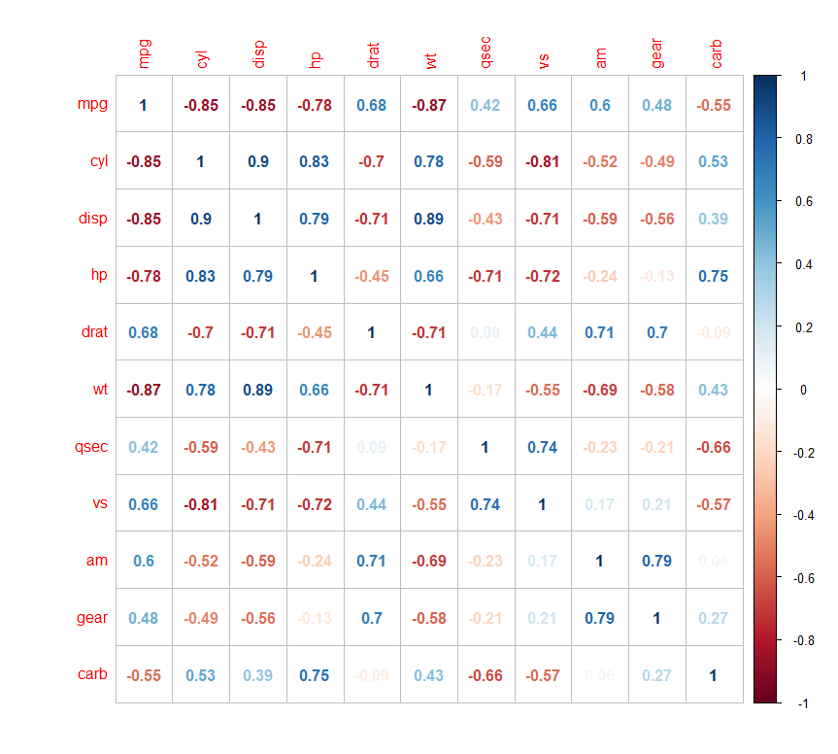 mpg cyl disp hp drat wt qsec vs am gear carb
mpg 1 -0.85 -0.85 -0.78 0.68 -0.87 0.42 0.66 0.6 0.48 -0.55
cyl -0.85 1 0.9 0.83 -0.7 0.78 -0.59 -0.81 -0.52 -0.49 0.53
disp -0.85 0.9 1 0.79 -0.71 0.89 -0.43 -0.71 -0.59 -0.56 0.39
hp -0.78 0.83 0.79 1 -0.45 0.66 -0.71 -0.72 -0.24 -0.13 0.75
drat 0.68 -0.7 -0.71 -0.45 1 -0.71 0.09 0.44 0.71 0.7 -0.09
wt -0.87 0.78 0.89 0.66 -0.71 1 -0.17 -0.55 -0.69 -0.58 0.43
qsec 0.42 -0.59 -0.43 -0.71 0.09 -0.17 1 0.74 -0.23 -0.21 -0.66
vs 0.66 -0.81 -0.71 -0.72 0.44 -0.55 0.74 1 0.17 0.21 -0.57
am 0.6 -0.52 -0.59 -0.24 0.71 -0.69 -0.23 0.17 1 0.79 0.06
gear 0.48 -0.49 -0.56 -0.13 0.7 -0.58 -0.21 0.21 0.79 1 0.27
carb -0.55 0.53 0.39 0.75 -0.09 0.43 -0.66 -0.57 0.06 0.27 1
1
0.8
0.6
0.4
0.2
0
-0.2
-0.4
-0.6
-0.8
-1